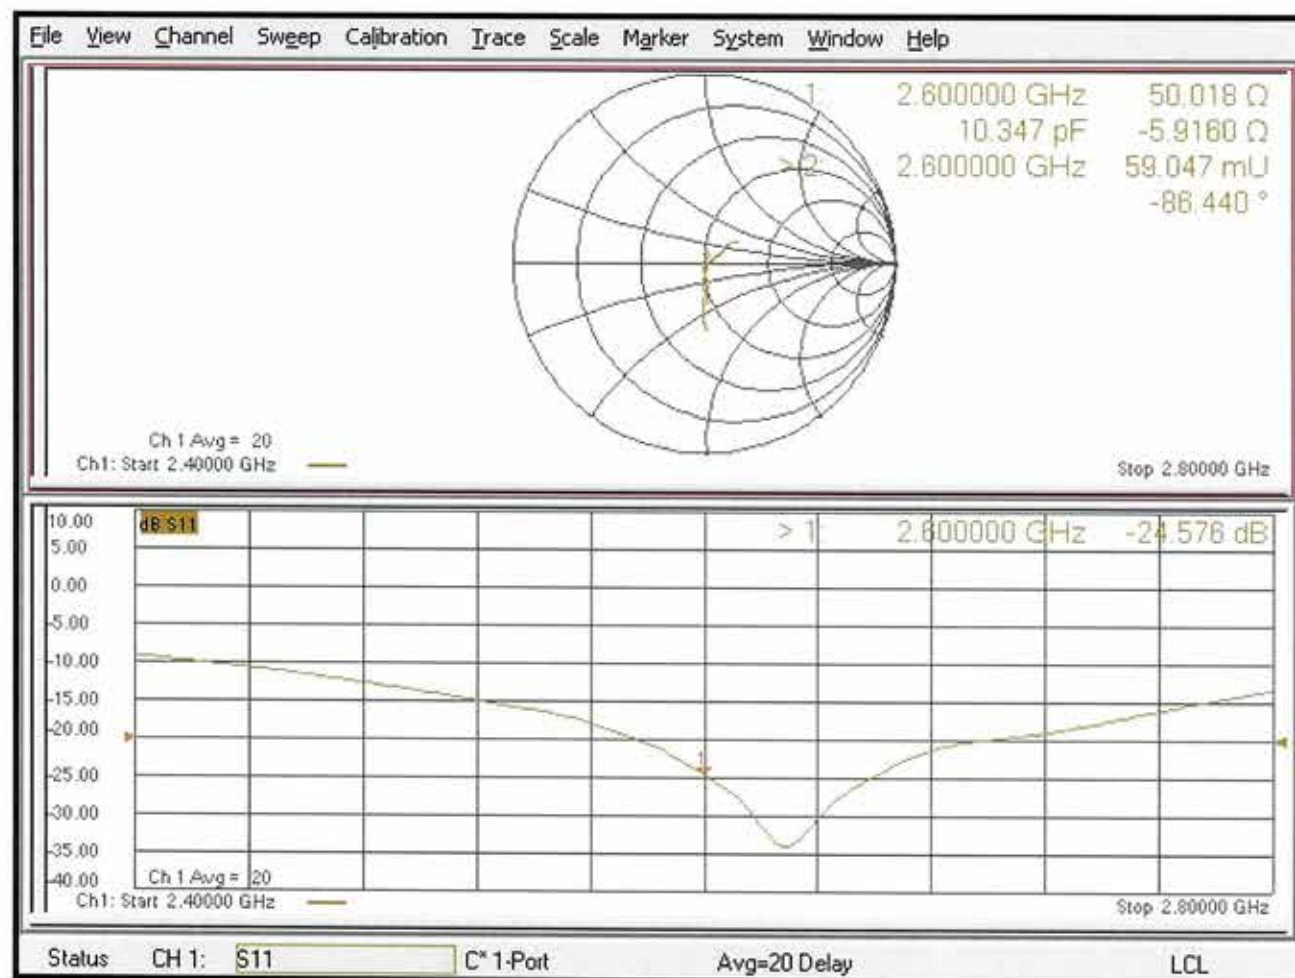 File View Channel Sweep Calibration Trace Scale Marker System Window Help
1 2.600000 GHz 50.018 Ω
10.347 pF -5.9160 Ω
> 2 2.600000 GHz 59.047 mU
-86.440 °
Ch 1 Avg = 20
Ch1: Start 2.40000 GHz
Stop 2.80000 GHz
10.00
dB S11
> 1: 2.600000 GHz -24.576 dB
5.00
0.00
-5.00
-10.00
-15.00
-20.00
1
-25.00
-30.00
-35.00
-40.00
Ch 1 Avg = 20
Ch1: Start 2.40000 GHz
Stop 2.80000 GHz
Status CH 1: S11 C* 1-Port Avg=20 Delay LCL